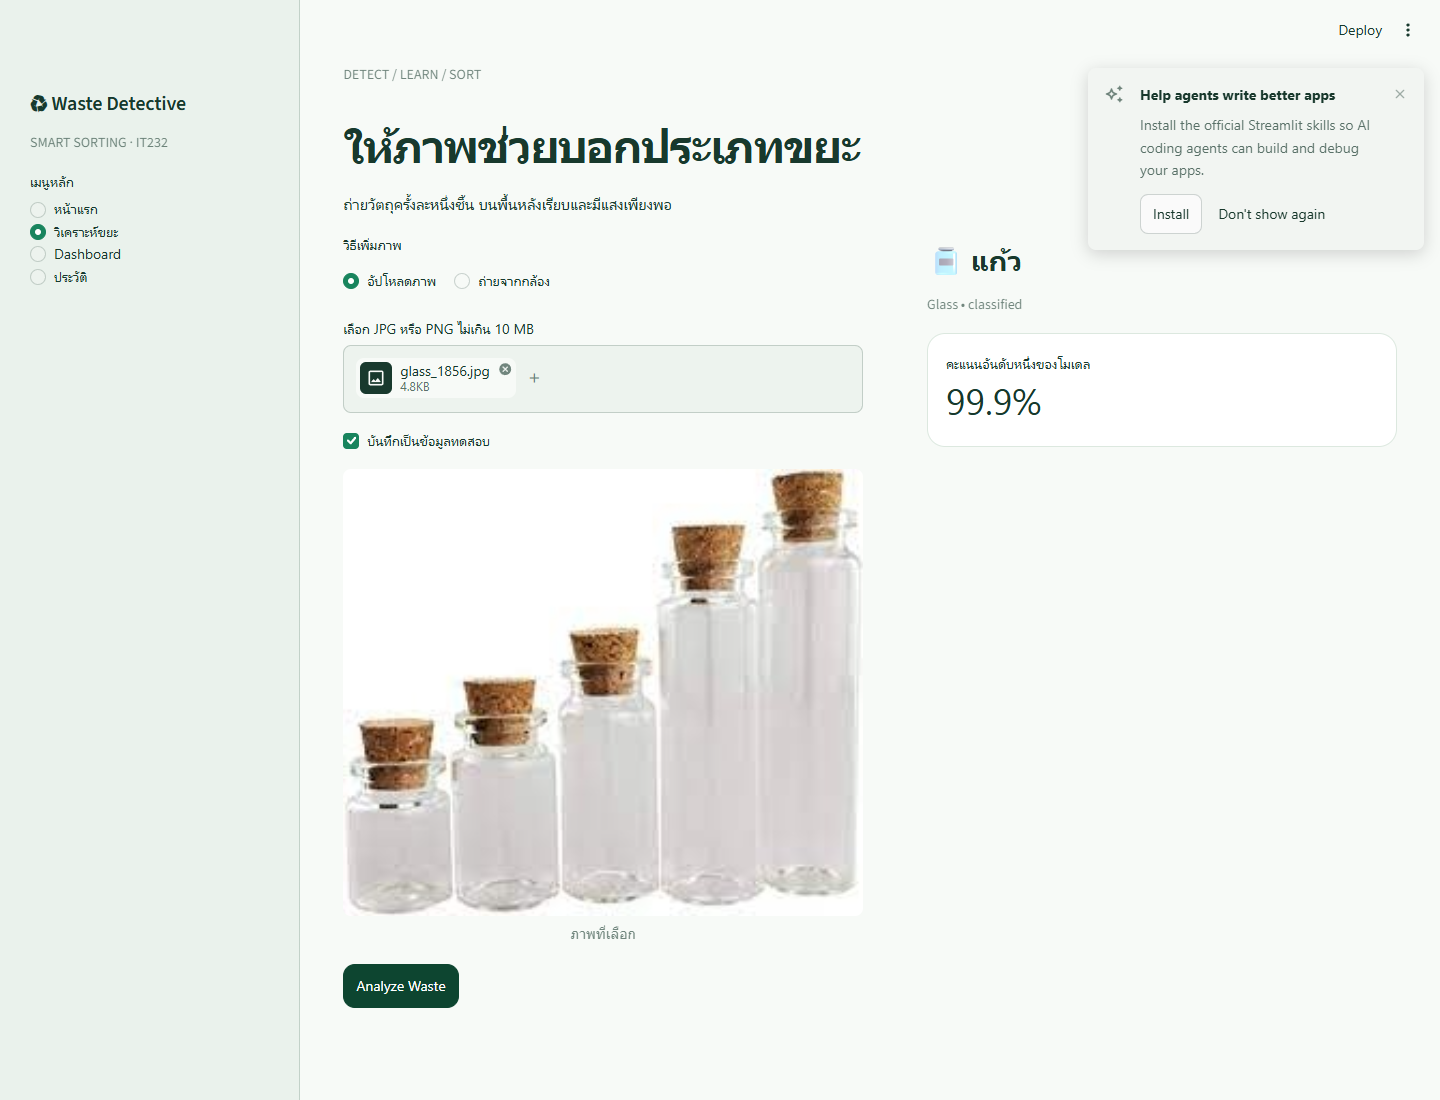 Deploy
♻ Waste Detective
SMART SORTING · IT232
เมนูหลัก
หน้าแรก
วิเคราะห์ขยะ
Dashboard
ประวัติ
DETECT / LEARN / SORT
ให้ภาพช่วยบอกประเภทขยะ
ถ่ายวัตถุครั้งละหนึ่งชิ้น บนพื้นหลังเรียบและมีแสงเพียงพอ
วิธีเพิ่มภาพ
อัปโหลดภาพ ถ่ายจากกล้อง
เลือก JPG หรือ PNG ไม่เกิน 10 MB
glass_1856.jpg
4.8KB
บันทึกเป็นข้อมูลทดสอบ
ภาพที่เลือก
Analyze Waste
Help agents write better apps
Install the official Streamlit skills so AI
coding agents can build and debug
your apps.
Install Don't show again
แก้ว
Glass • classified
คะแนนอันดับหนึ่งของโมเดล
99.9%